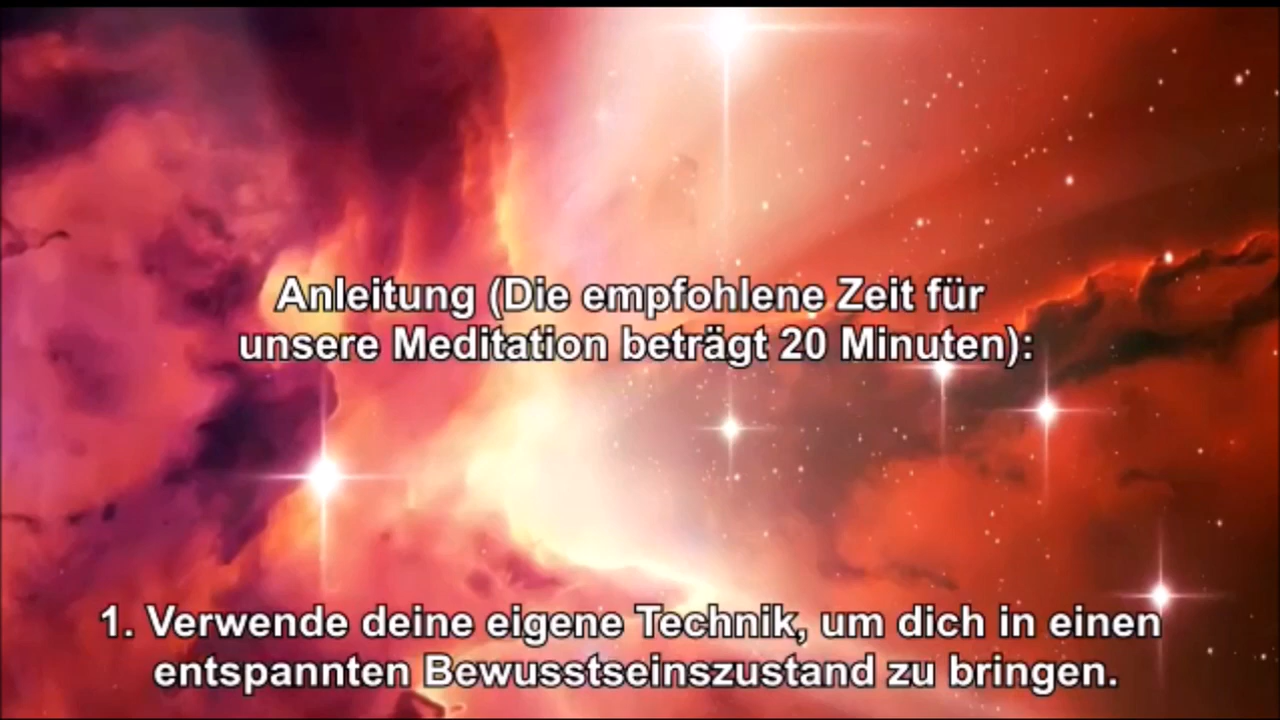 Anleitung (Die empfohlene Zeit für
unsere Meditation beträgt 20 Minuten):
1. Verwende deine eigene Technik, um dich in einen
entspannten Bewusstseinszustand zu bringen.